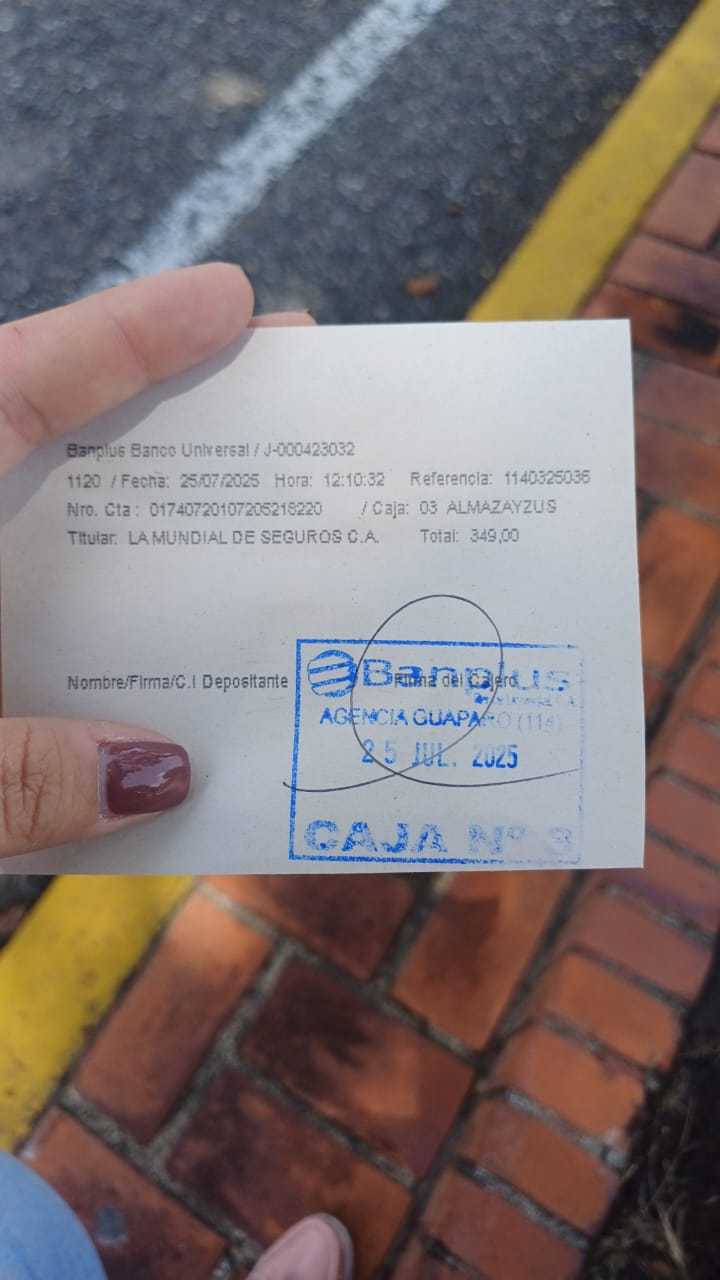 Banplus Banco Universal / J-000423032
1120 / Fecha: 25/07/2025 Hora: 12:10:32 Referencia: 1140325036
Nro. Cta : 01740720107205218220 / Caja: 03 ALMAZAYZUS
Titular: LA MUNDIAL DE SEGUROS C.A. Total: 349,00
Nombre/Firma/C.I Depositante Firma del Cajero
Banplus
AGENCIA GUAPARO (114)
25 JUL. 2025
CAJA Nº 3